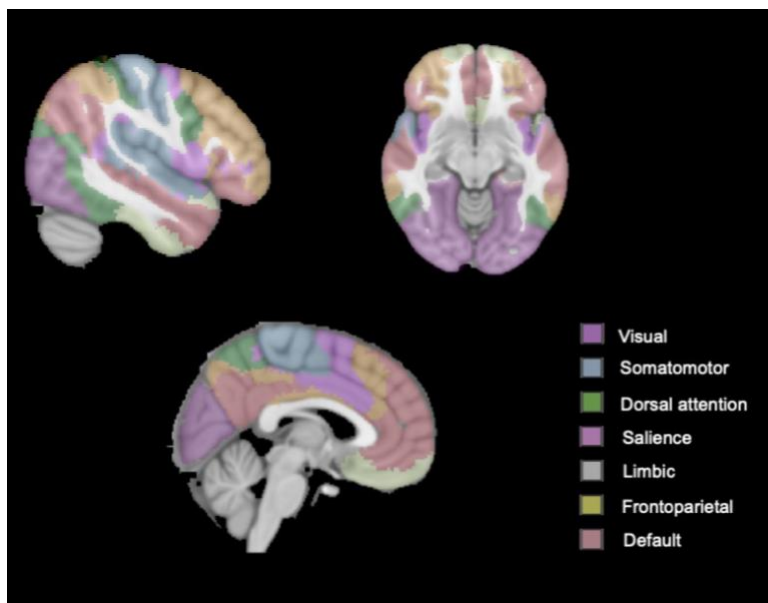 Visual
Somatomotor
Dorsal attention
Salience
Limbic
Frontoparietal
Default